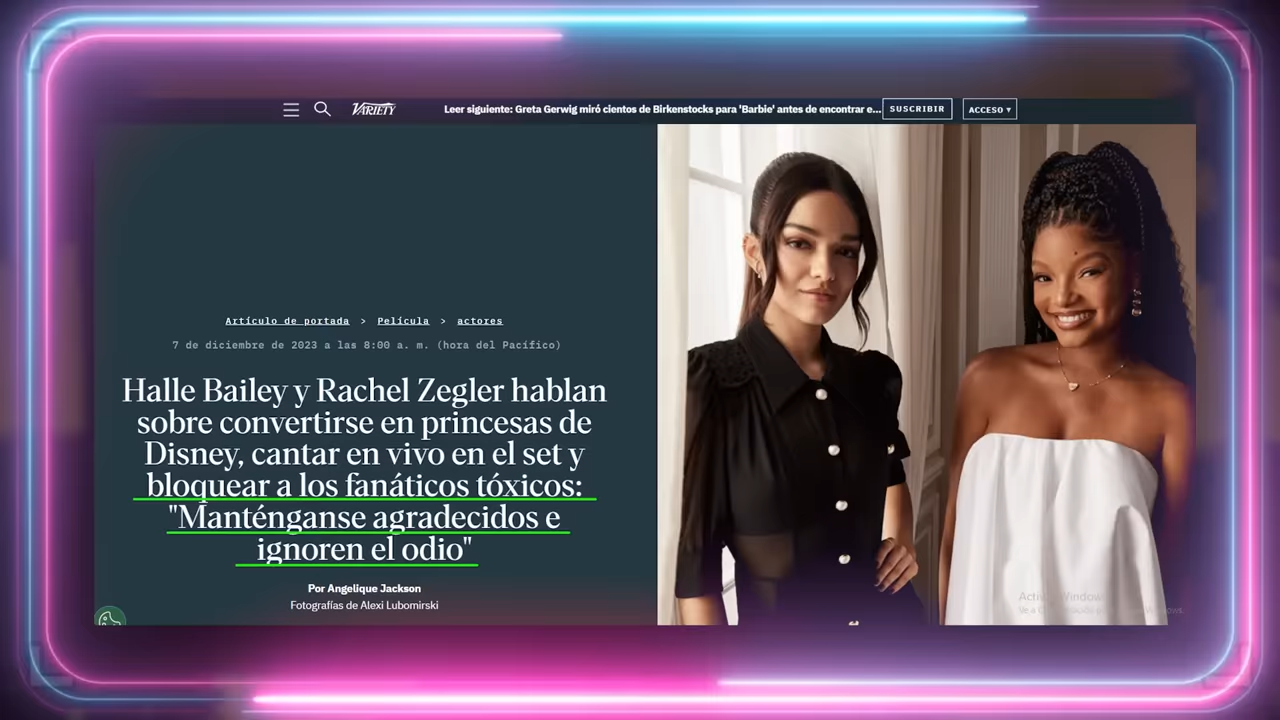 VARIETY
Leer siguiente: Greta Gerwig miró cientos de Birkenstocks para 'Barbie' antes de encontrar e...
SUSCRIBIR
ACCESO ▾
Artículo de portada > Película > actores
7 de diciembre de 2023 a las 8:00 a. m. (hora del Pacífico)
Halle Bailey y Rachel Zegler hablan
sobre convertirse en princesas de
Disney, cantar en vivo en el set y
bloquear a los fanáticos tóxicos:
"Manténganse agradecidos e
ignoren el odio"
Por Angelique Jackson
Fotografías de Alexi Lubomirski
Windows
Ve a